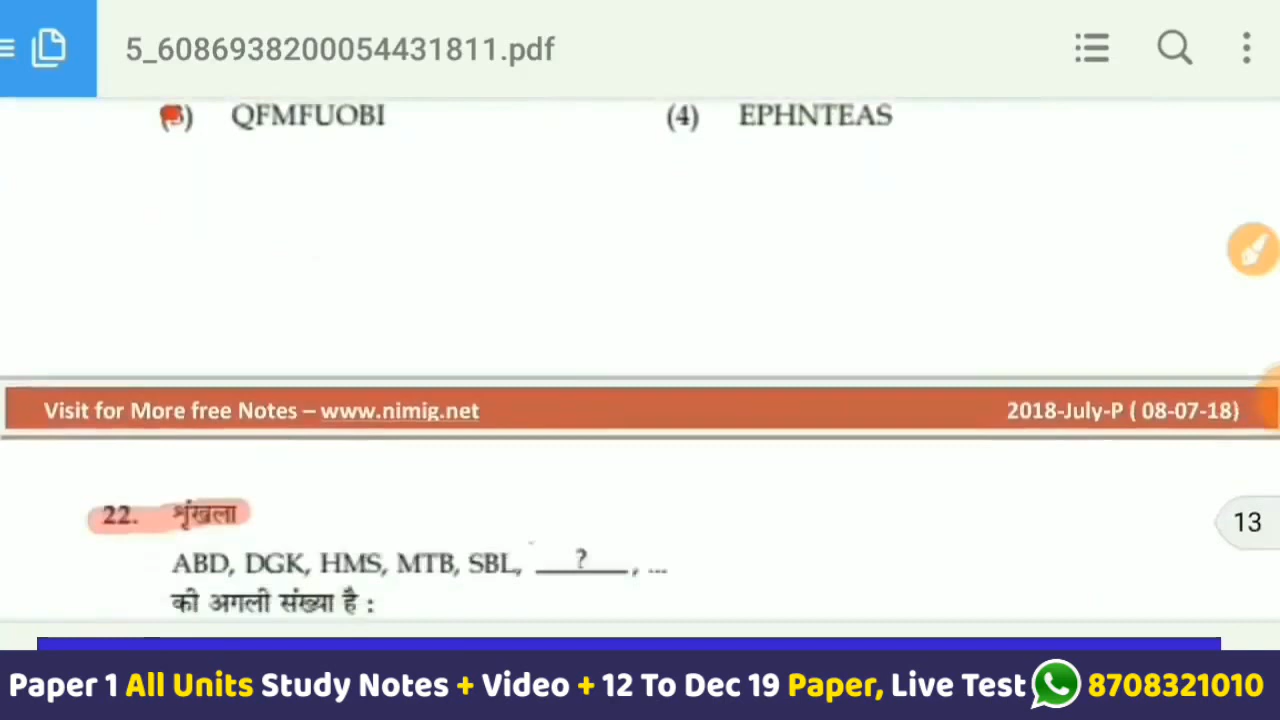 5_6086938200054431811.pdf
(3) QFMFUOBI (4) EPHNTEAS
Visit for More free Notes – www.nimig.net 2018-July-P ( 08-07-18)
22. शृंखला
13
ABD, DGK, HMS, MTB, SBL, ? , ...
की अगली संख्या है :
Paper 1 All Units Study Notes + Video + 12 To Dec 19 Paper, Live Test 8708321010